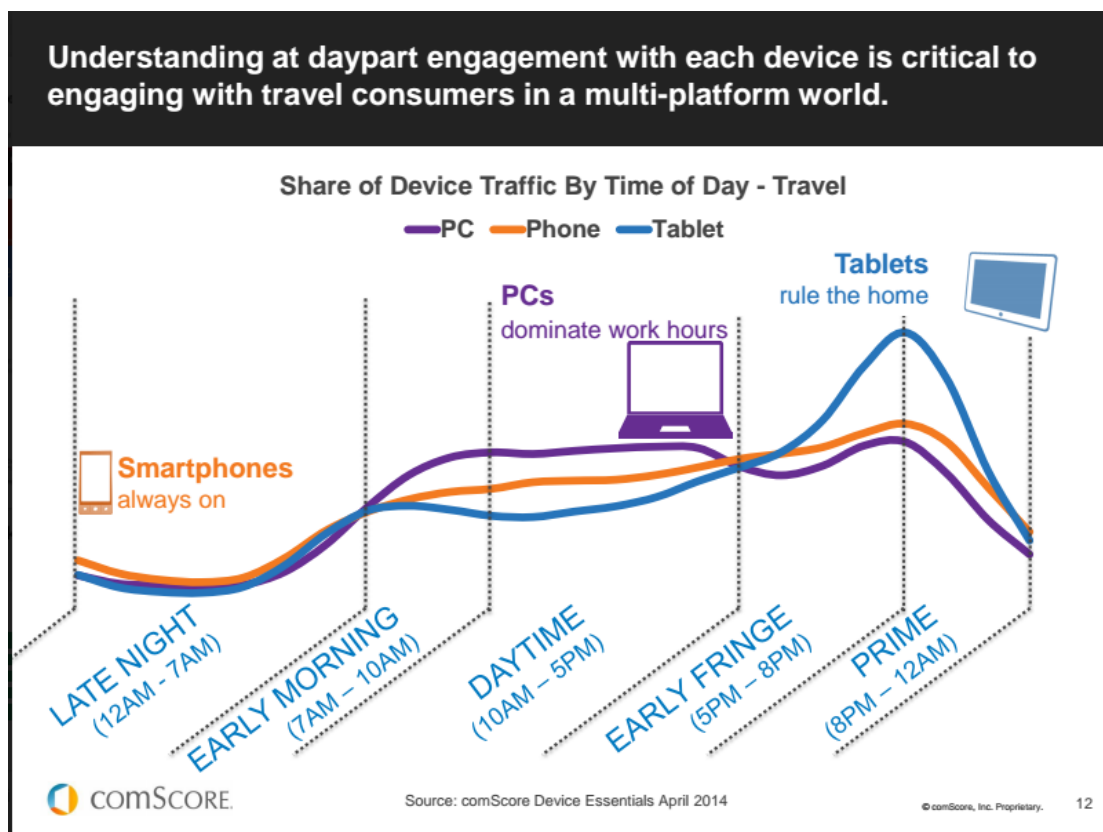 Understanding at daypart engagement with each device is critical to
engaging with travel consumers in a multi-platform world.
Share of Device Traffic By Time of Day - Travel
PC Phone Tablet
Tablets
rule the home
PCs
dominate work hours
Smartphones
always on
LATE NIGHT
(12AM - 7AM)
EARLY MORNING
(7AM – 10AM)
DAYTIME
(10AM – 5PM)
EARLY FRINGE
(5PM – 8PM)
PRIME
(8PM – 12AM)
comSCORE.
Source: comScore Device Essentials April 2014
© comScore, Inc. Proprietary.
12